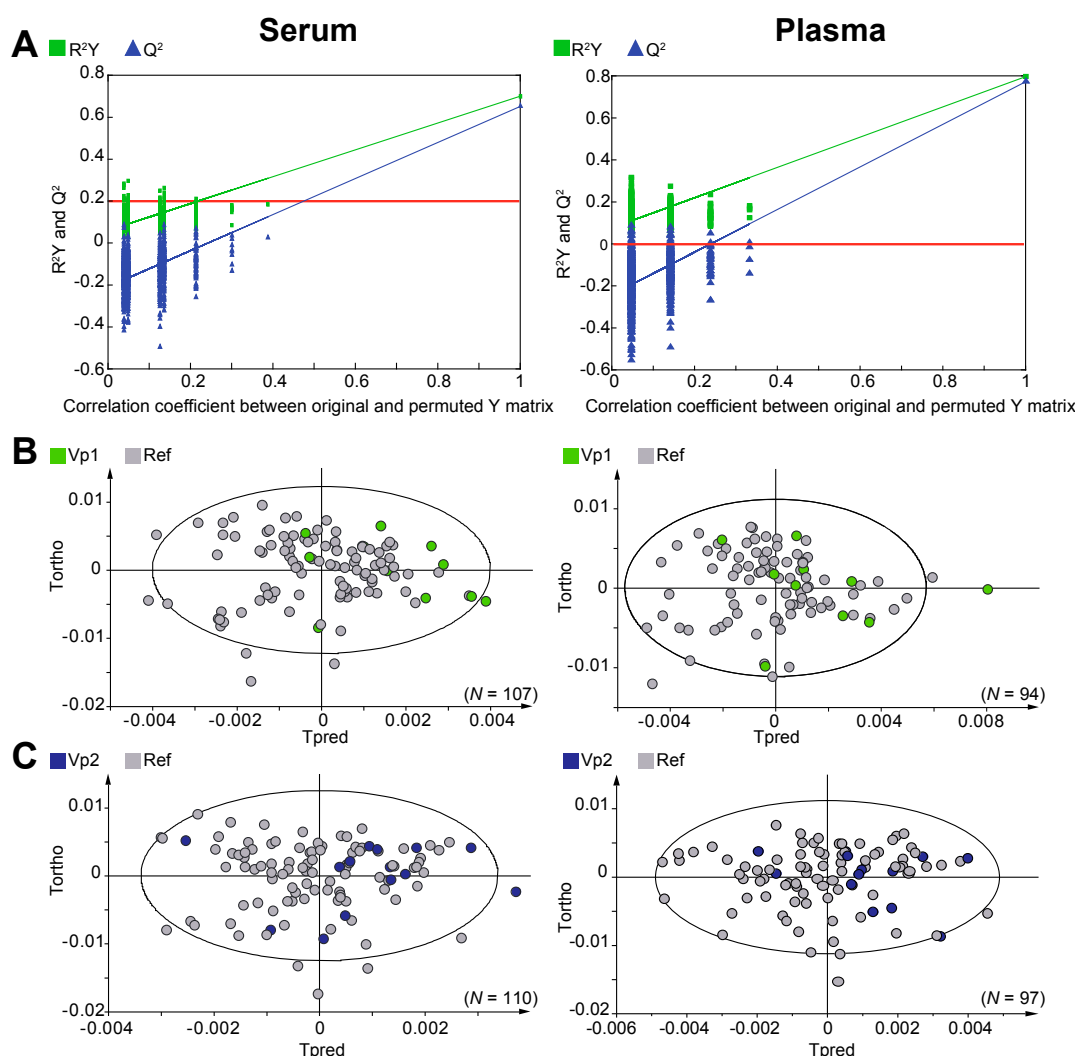 Serum
Plasma
A
R²Y Q²
R²Y Q²
R²Y and Q²
0.8
0.6
0.4
0.2
0
-0.2
-0.4
-0.6
0 0.2 0.4 0.6 0.8 1
Correlation coefficient between original and permuted Y matrix
R²Y and Q²
0.8
0.6
0.4
0.2
0
-0.2
-0.4
-0.6
0 0.2 0.4 0.6 0.8 1
Correlation coefficient between original and permuted Y matrix
B
Vp1 Ref
Tortho
0.01
0
-0.01
-0.02
(N = 107)
-0.004 -0.002 0 0.002 0.004
Tpred
Vp1 Ref
Tortho
0.01
0
-0.01
(N = 94)
-0.004 0 0.004 0.008
Tpred
C
Vp2 Ref
Tortho
0.01
0
-0.01
-0.02
(N = 110)
-0.004 -0.002 0 0.002
Tpred
Vp2 Ref
Tortho
0.01
0
-0.01
-0.02
(N = 97)
-0.006 -0.004 -0.002 0 0.002 0.004
Tpred